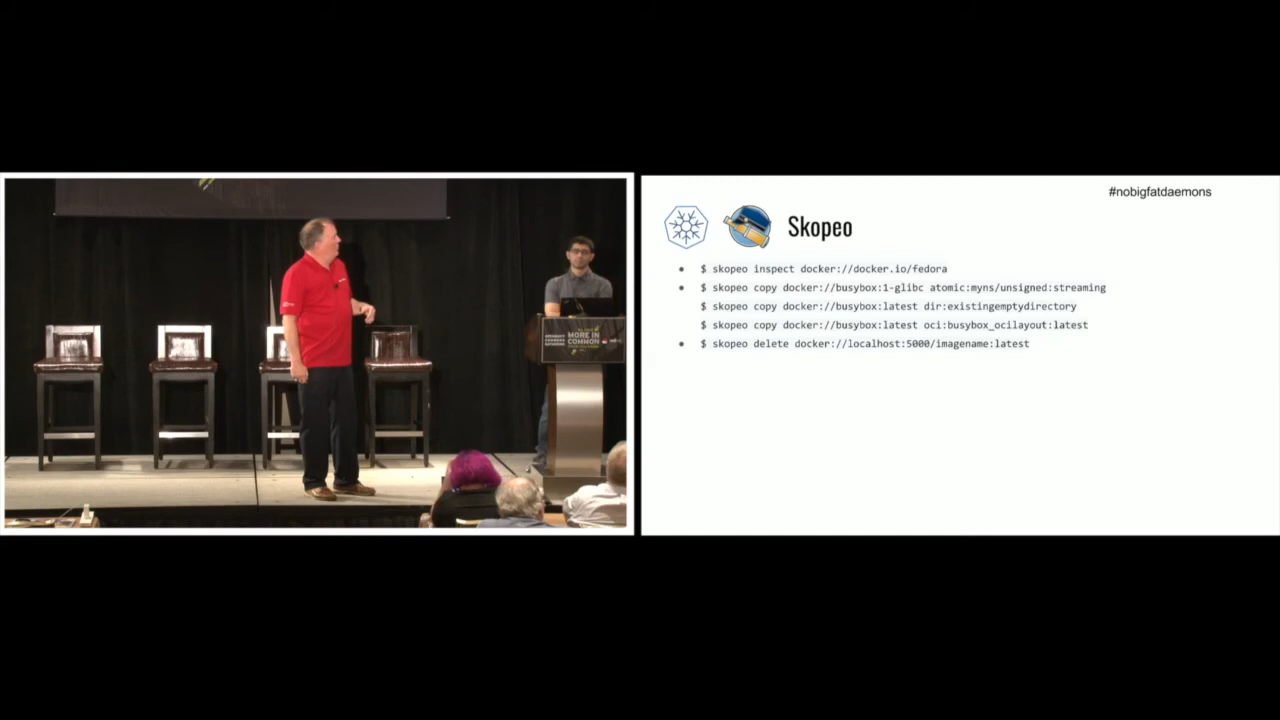 #nobigfatdaemons
Skopeo
• $ skopeo inspect docker://docker.io/fedora
• $ skopeo copy docker://busybox:1-glibc atomic:myns/unsigned:streaming
$ skopeo copy docker://busybox:latest dir:existingemptydirectory
$ skopeo copy docker://busybox:latest oci:busybox_ocilayout:latest
• $ skopeo delete docker://localhost:5000/imagename:latest
MORE IN
COMMON